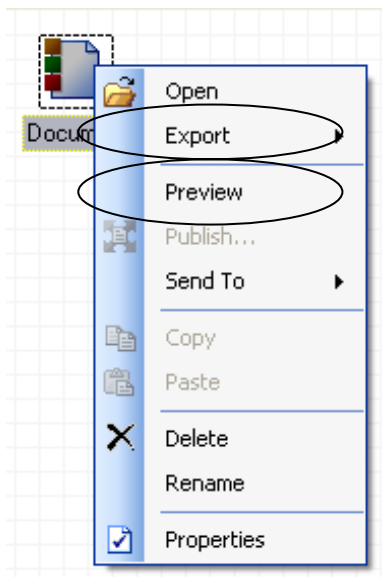 Docum
Open
Export
Preview
Publish...
Send To
Copy
Paste
Delete
Rename
Properties